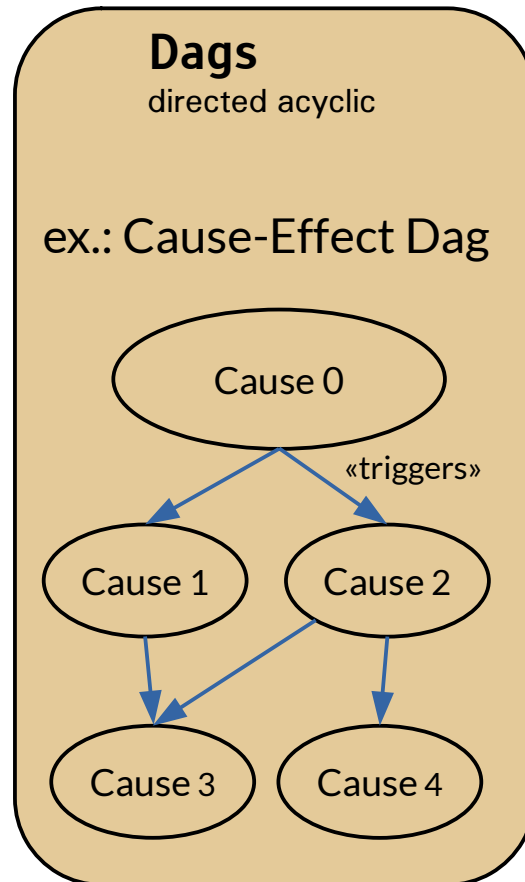 Dags
directed acyclic
ex.: Cause-Effect Dag
Cause 0
«triggers»
Cause 1
Cause 2
Cause 3
Cause 4